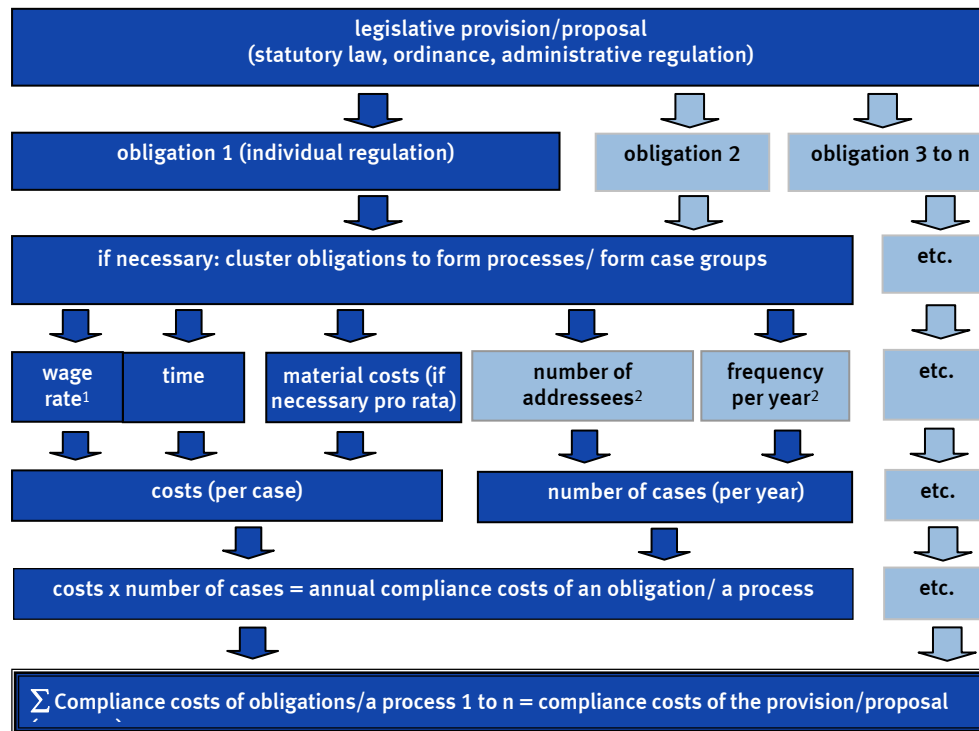 legislative provision/proposal
(statutory law, ordinance, administrative regulation)
obligation 1 (individual regulation)
obligation 2
obligation 3 to n
if necessary: cluster obligations to form processes/ form case groups
etc.
wage
rate¹
time
material costs (if
necessary pro rata)
number of
addressees²
frequency
per year²
etc.
costs (per case)
number of cases (per year)
etc.
costs x number of cases = annual compliance costs of an obligation/ a process
etc.
∑ Compliance costs of obligations/a process 1 to n = compliance costs of the provision/proposal